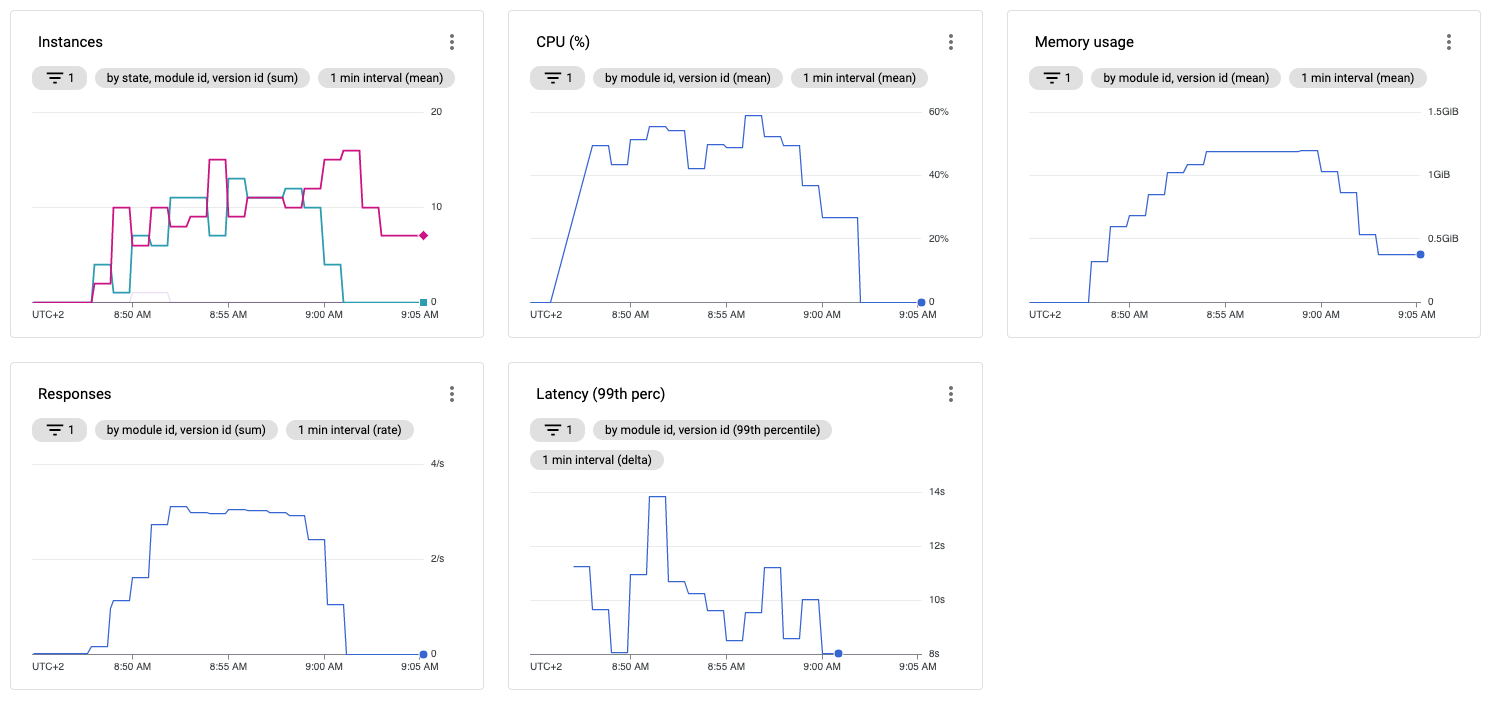 Instances
1
by state, module id, version id (sum)
1 min interval (mean)
20
10
0
UTC+2
8:50 AM
8:55 AM
9:00 AM
9:05 AM
CPU (%)
1
by module id, version id (mean)
1 min interval (mean)
60%
40%
20%
0
UTC+2
8:50 AM
8:55 AM
9:00 AM
9:05 AM
Memory usage
1
by module id, version id (mean)
1 min interval (mean)
1.5GiB
1GiB
0.5GiB
0
UTC+2
8:50 AM
8:55 AM
9:00 AM
9:05 AM
Responses
1
by module id, version id (sum)
1 min interval (rate)
4/s
2/s
0
UTC+2
8:50 AM
8:55 AM
9:00 AM
9:05 AM
Latency (99th perc)
1
by module id, version id (99th percentile)
1 min interval (delta)
14s
12s
10s
8s
UTC+2
8:50 AM
8:55 AM
9:00 AM
9:05 AM